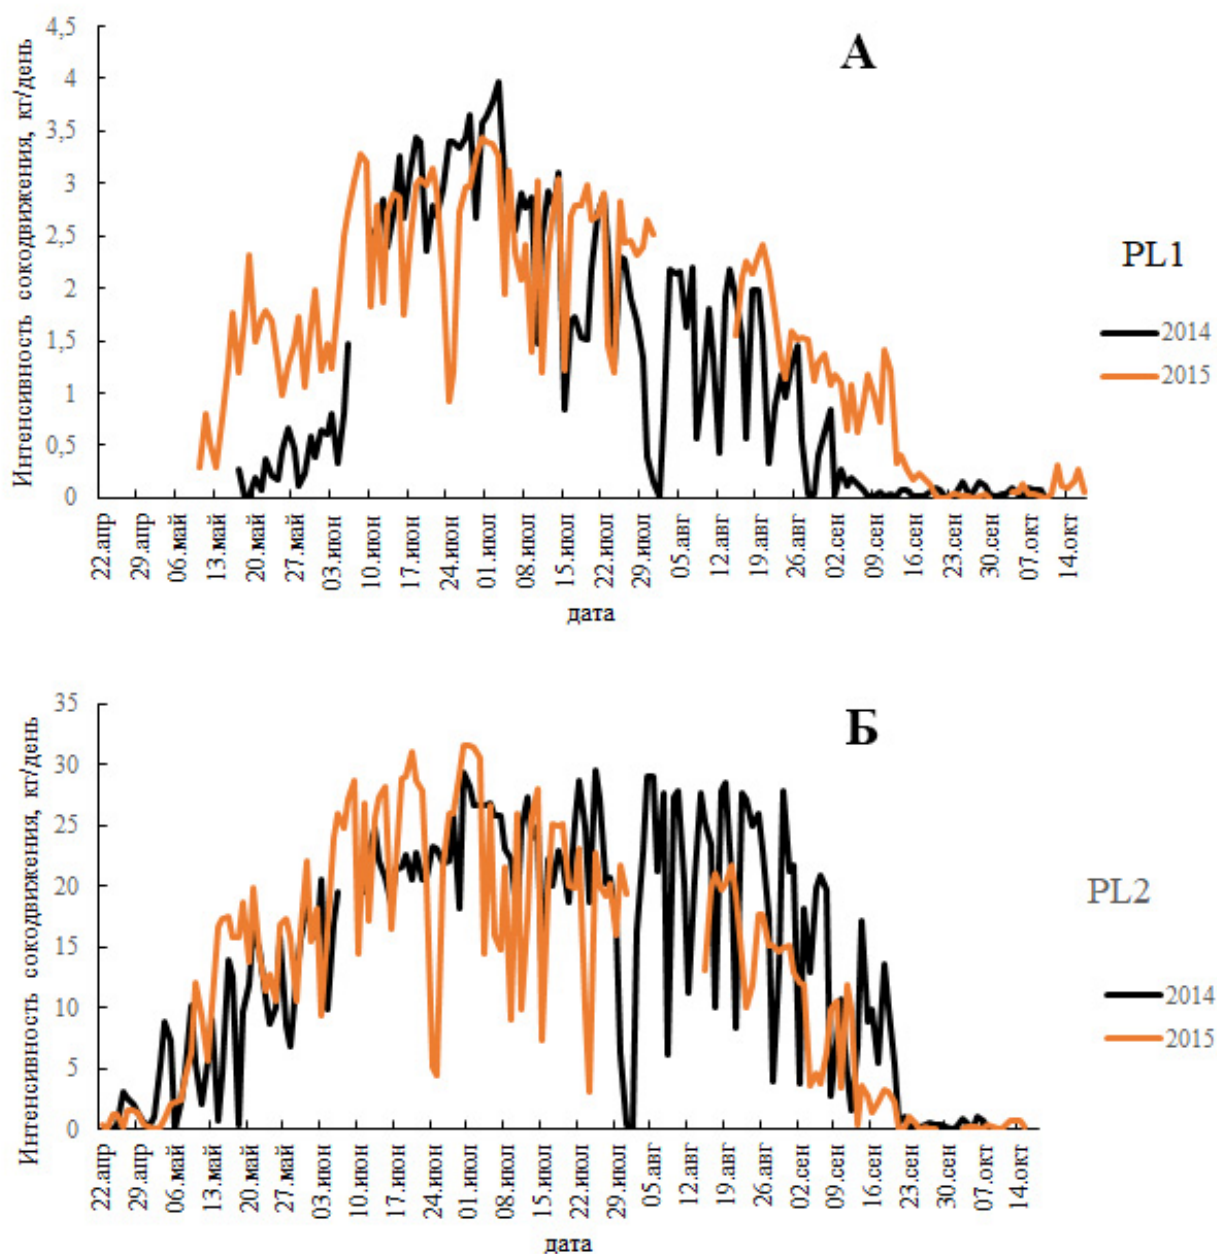 А
Интенсивность сокодвижения, кг/день
4,5
4
3,5
3
2,5
2
1,5
1
0,5
0
22.апр
29.апр
06.май
13.май
20.май
27.май
03.июн
10.июн
17.июн
24.июн
01.июл
08.июл
15.июл
22.июл
29.июл
05.авг
12.авг
19.авг
26.авг
02.сен
09.сен
16.сен
23.сен
30.сен
07.окт
14.окт
дата
PL1
2014
2015
Б
Интенсивность сокодвижения, кг/день
35
30
25
20
15
10
5
0
22.апр
29.апр
06.май
13.май
20.май
27.май
03.июн
10.июн
17.июн
24.июн
01.июл
08.июл
15.июл
22.июл
29.июл
05.авг
12.авг
19.авг
26.авг
02.сен
09.сен
16.сен
23.сен
30.сен
07.окт
14.окт
дата
PL2
2014
2015